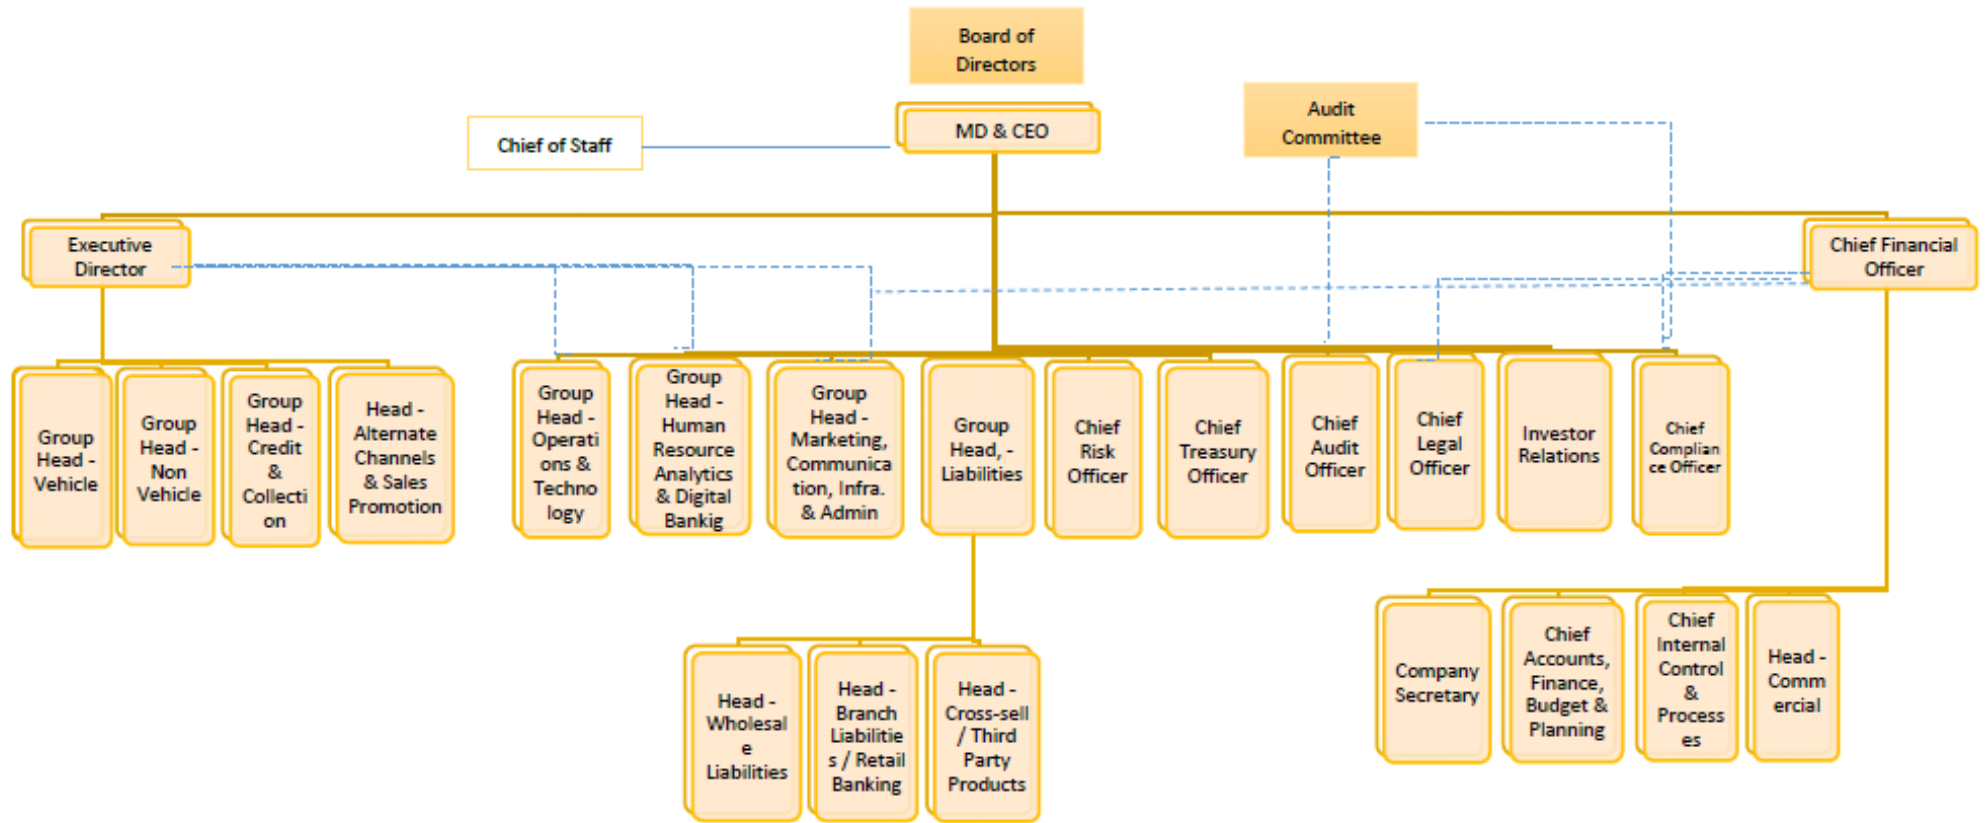 Board of
Directors
MD & CEO
Audit
Committee
Chief of Staff
Executive
Director
Chief Financial
Officer
Group
Head -
Vehicle
Group
Head -
Non
Vehicle
Group
Head -
Credit
&
Collecti
on
Head -
Alternate
Channels
& Sales
Promotion
Group
Head -
Operati
ons &
Techno
logy
Group
Head -
Human
Resource
Analytics
& Digital
Bankig
Group
Head -
Marketing,
Communica
tion, Infra.
& Admin
Group
Head, -
Liabilities
Chief
Risk
Officer
Chief
Treasury
Officer
Chief
Audit
Officer
Chief
Legal
Officer
Investor
Relations
Chief
Complian
ce Officer
Head -
Wholesal
e
Liabilities
Head -
Branch
Liabilitie
s / Retail
Banking
Head -
Cross-sell
/ Third
Party
Products
Company
Secretary
Chief
Accounts,
Finance,
Budget &
Planning
Chief
Internal
Control
&
Process
es
Head -
Comm
ercial